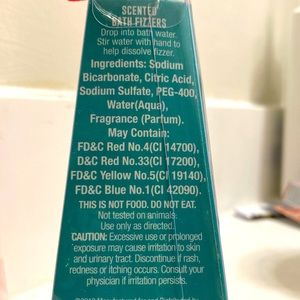 SCENTED
BATH FIZZERS
Drop into bath water.
Stir water with hand to
help dissolve fizzer.
Ingredients: Sodium
Bicarbonate, Citric Acid,
Sodium Sulfate, PEG-400,
Water(Aqua),
Fragrance (Parfum).
May Contain:
FD&C Red No.4(CI 14700),
D&C Red No.33(CI 17200),
FD&C Yellow No.5(CI 19140),
FD&C Blue No.1(CI 42090).
THIS IS NOT FOOD. DO NOT EAT.
Not tested on animals.
Use only as directed.
CAUTION: Excessive use or prolonged
exposure may cause irritation to skin
and urinary tract. Discontinue if rash,
redness or itching occurs. Consult your
physician if irritation persists.